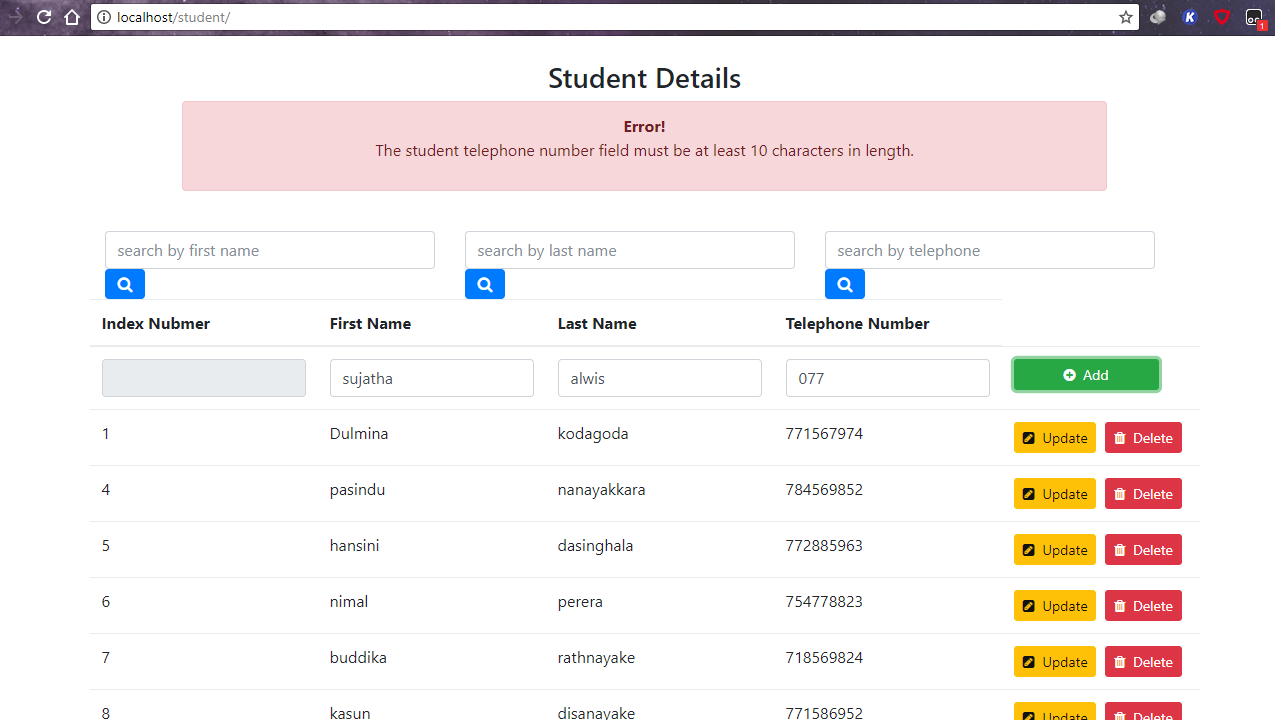 localhost/student/
K
1
Student Details
Error!
The student telephone number field must be at least 10 characters in length.
search by first name search by last name search by telephone
Index Nubmer First Name Last Name Telephone Number
sujatha alwis 077 Add
1 Dulmina kodagoda 771567974 Update Delete
4 pasindu nanayakkara 784569852 Update Delete
5 hansini dasinghala 772885963 Update Delete
6 nimal perera 754778823 Update Delete
7 buddika rathnayake 718569824 Update Delete
8 kasun disanayake 771586952 Update Delete